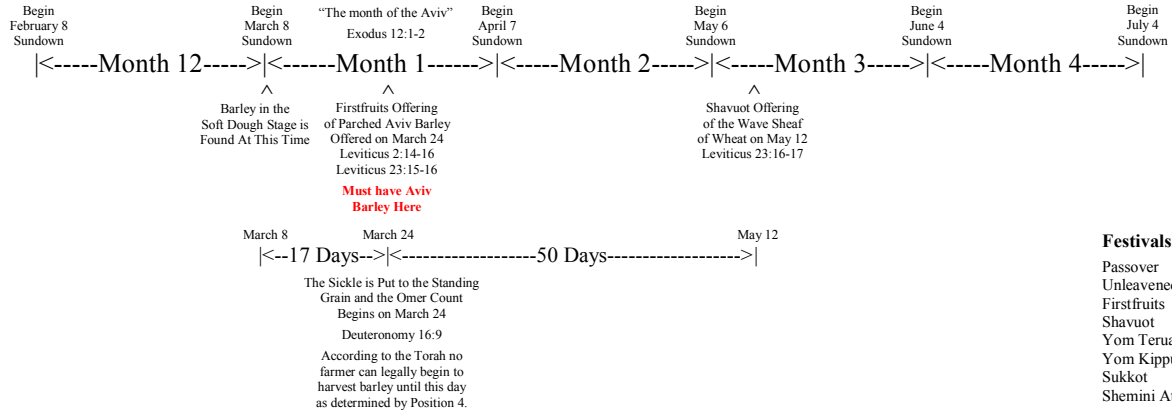 Begin
February 8
Sundown
Begin
March 8
Sundown
“The month of the Aviv”
Exodus 12:1-2
Begin
April 7
Sundown
Begin
May 6
Sundown
Begin
June 4
Sundown
Begin
July 4
Sundown
|<-----Month 12----->|<-----Month 1------>|<-----Month 2----->|<-----Month 3----->|<-----Month 4----->|
^
Barley in the
Soft Dough Stage is
Found At This Time
^
Firstfruits Offering
of Parched Aviv Barley
Offered on March 24
Leviticus 2:14-16
Leviticus 23:15-16
Must have Aviv
Barley Here
^
Shavuot Offering
of the Wave Sheaf
of Wheat on May 12
Leviticus 23:16-17
March 8 March 24 May 12
|<--17 Days-->|<-------------------50 Days------------------->|
The Sickle is Put to the Standing
Grain and the Omer Count
Begins on March 24
Deuteronomy 16:9
According to the Torah no
farmer can legally begin to
harvest barley until this day
as determined by Position 4.
Festivals
Passover
Unleavene
Firstfruits
Shavuot
Yom Terua
Yom Kippu
Sukkot
Shemini A